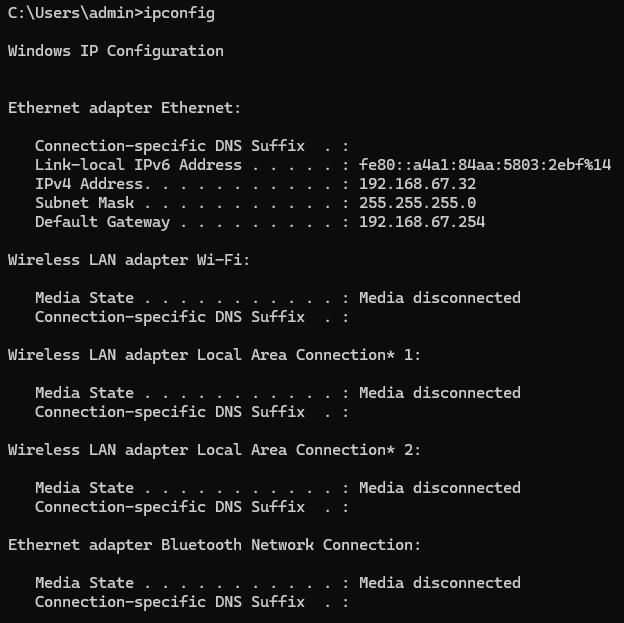 C:\Users\admin>ipconfig
Windows IP Configuration
Ethernet adapter Ethernet:
Connection-specific DNS Suffix  . :
Link-local IPv6 Address . . . . . : fe80::a4a1:84aa:5803:2ebf%14
IPv4 Address. . . . . . . . . . . : 192.168.67.32
Subnet Mask . . . . . . . . . . . : 255.255.255.0
Default Gateway . . . . . . . . . : 192.168.67.254
Wireless LAN adapter Wi-Fi:
Media State . . . . . . . . . . . : Media disconnected
Connection-specific DNS Suffix  . :
Wireless LAN adapter Local Area Connection* 1:
Media State . . . . . . . . . . . : Media disconnected
Connection-specific DNS Suffix  . :
Wireless LAN adapter Local Area Connection* 2:
Media State . . . . . . . . . . . : Media disconnected
Connection-specific DNS Suffix  . :
Ethernet adapter Bluetooth Network Connection:
Media State . . . . . . . . . . . : Media disconnected
Connection-specific DNS Suffix  . :